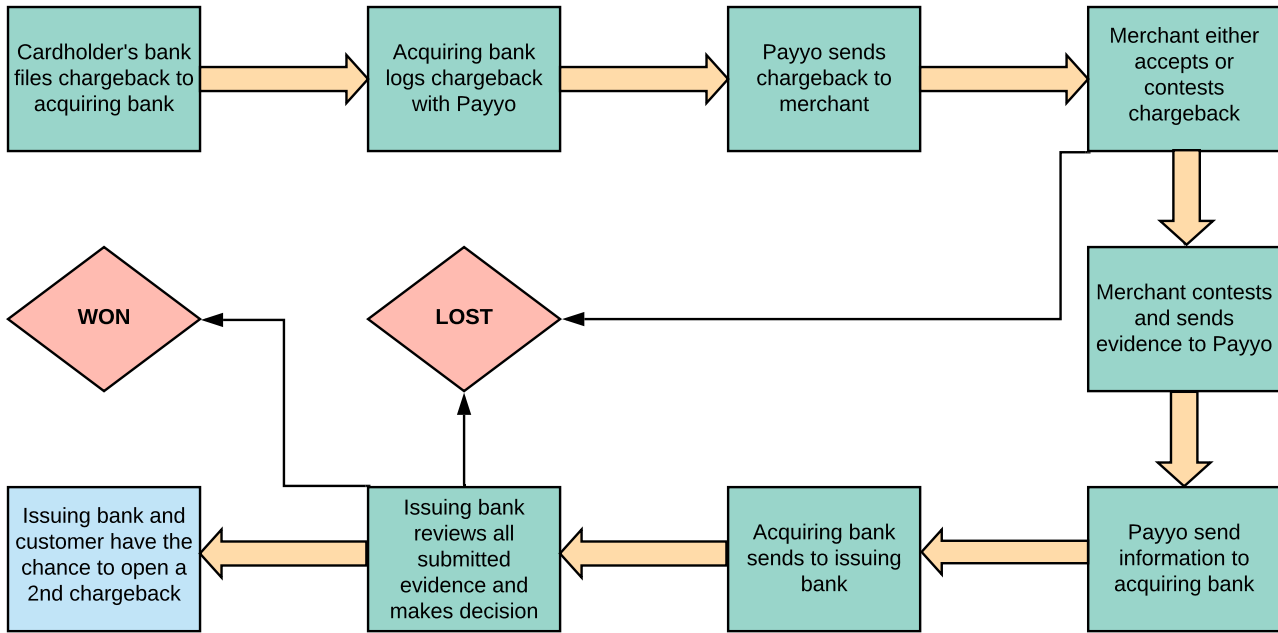 Cardholder's bank
files chargeback to
acquiring bank
Acquiring bank
logs chargeback
with Payyo
Payyo sends
chargeback to
merchant
Merchant either
accepts or
contests
chargeback
WON
LOST
Merchant contests
and sends
evidence to Payyo
Issuing bank and
customer have the
chance to open a
2nd chargeback
Issuing bank
reviews all
submitted
evidence and
makes decision
Acquiring bank
sends to issuing
bank
Payyo send
information to
acquiring bank